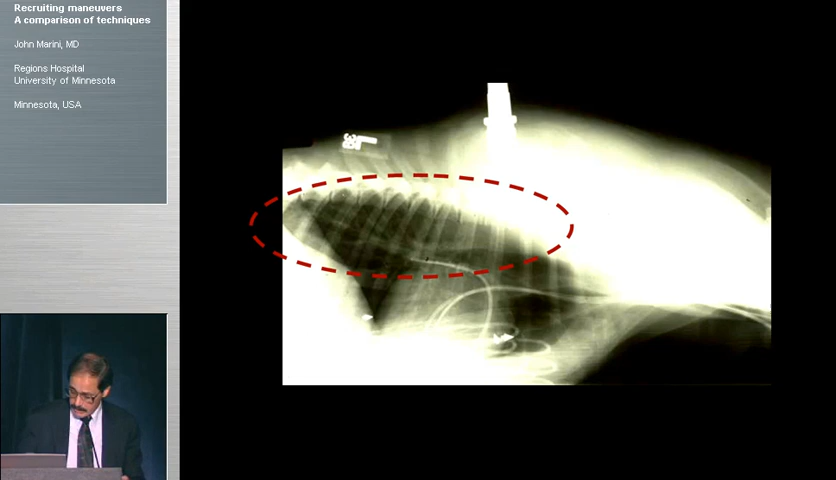 Recruiting maneuvers
A comparison of techniques
John Marini, MD
Regions Hospital
University of Minnesota
Minnesota, USA